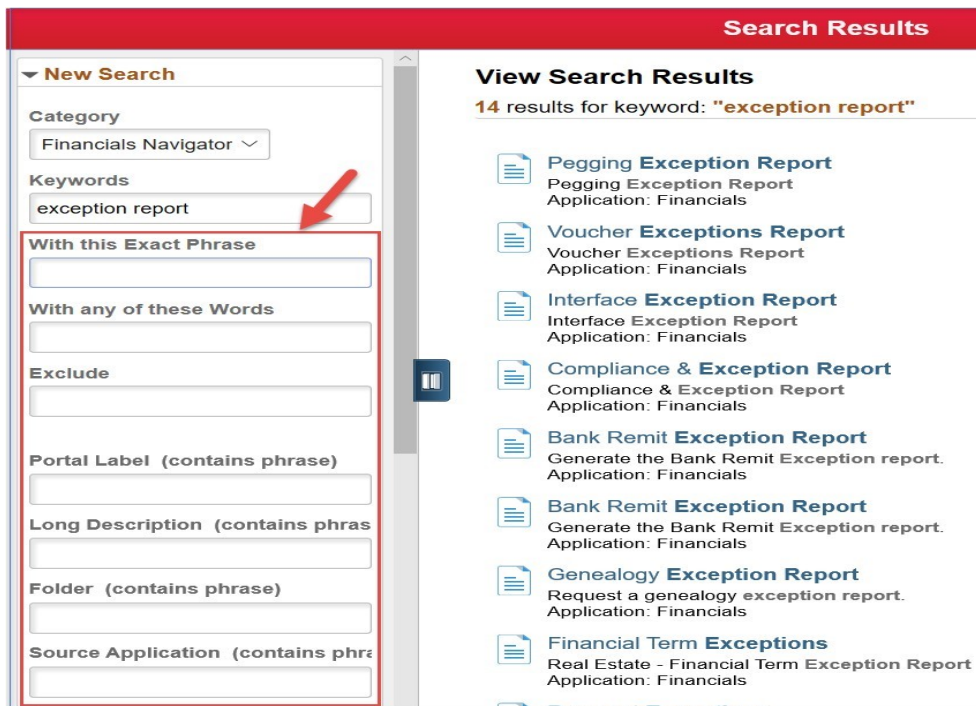 Search Results
New Search
Category
Financials Navigator
Keywords
exception report
With this Exact Phrase
With any of these Words
Exclude
Portal Label (contains phrase)
Long Description (contains phras
Folder (contains phrase)
Source Application (contains phra
View Search Results
14 results for keyword: "exception report"
Pegging Exception Report
Pegging Exception Report
Application: Financials
Voucher Exceptions Report
Voucher Exceptions Report
Application: Financials
Interface Exception Report
Interface Exception Report
Application: Financials
Compliance & Exception Report
Compliance & Exception Report
Application: Financials
Bank Remit Exception Report
Generate the Bank Remit Exception report.
Application: Financials
Bank Remit Exception Report
Generate the Bank Remit Exception report.
Application: Financials
Genealogy Exception Report
Request a genealogy exception report.
Application: Financials
Financial Term Exceptions
Real Estate - Financial Term Exception Report
Application: Financials